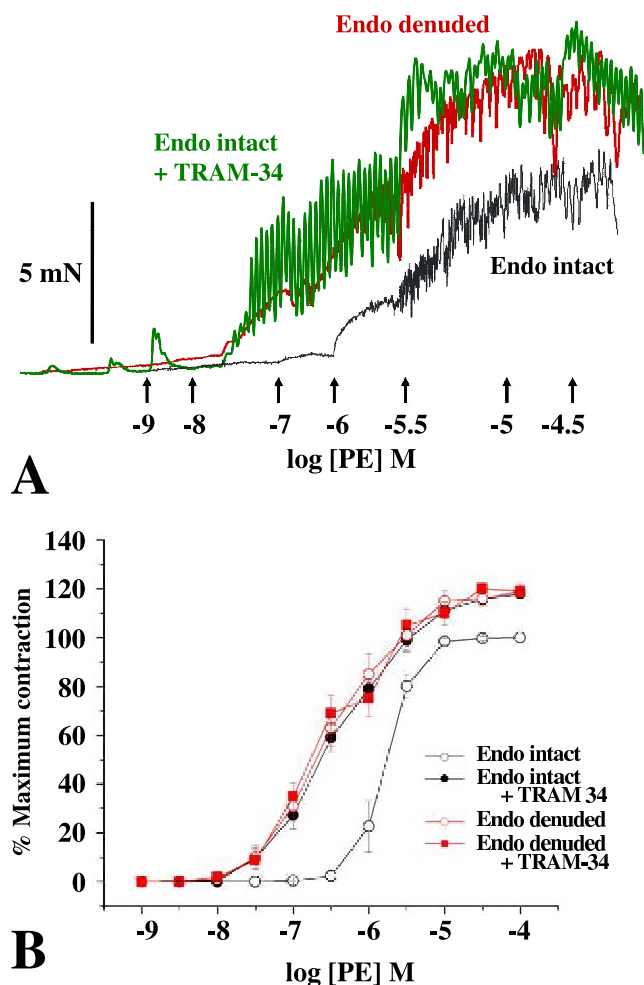 Endo denuded
Endo intact
+ TRAM-34
5 mN
Endo intact
-9 -8 -7 -6 -5.5 -5 -4.5
log [PE] M
A
140
120
100
80
60
40
20
0
% Maximum contraction
Endo intact
Endo intact
+ TRAM 34
Endo denuded
Endo denuded
+ TRAM-34
-9 -8 -7 -6 -5 -4
log [PE] M
B